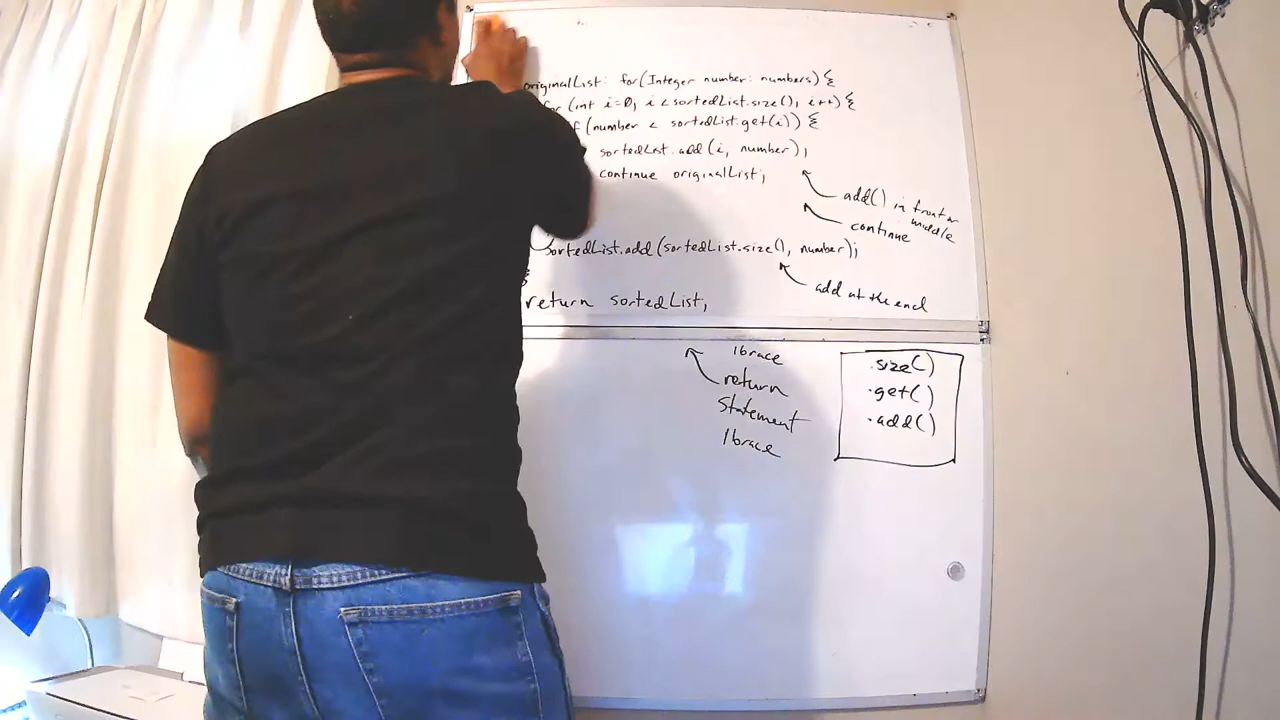 originalList: for(Integer number: numbers) {
for (int i=0; i < sortedList.size(); i++) {
if (number < sortedList.get(i)) {
sortedList.add(i, number);
continue originalList;
add() in front or
middle
continue
sortedList.add(sortedList.size(), number);
add at the end
}
return sortedList;
1brace
return
statement
1brace
.size()
.get()
.add()